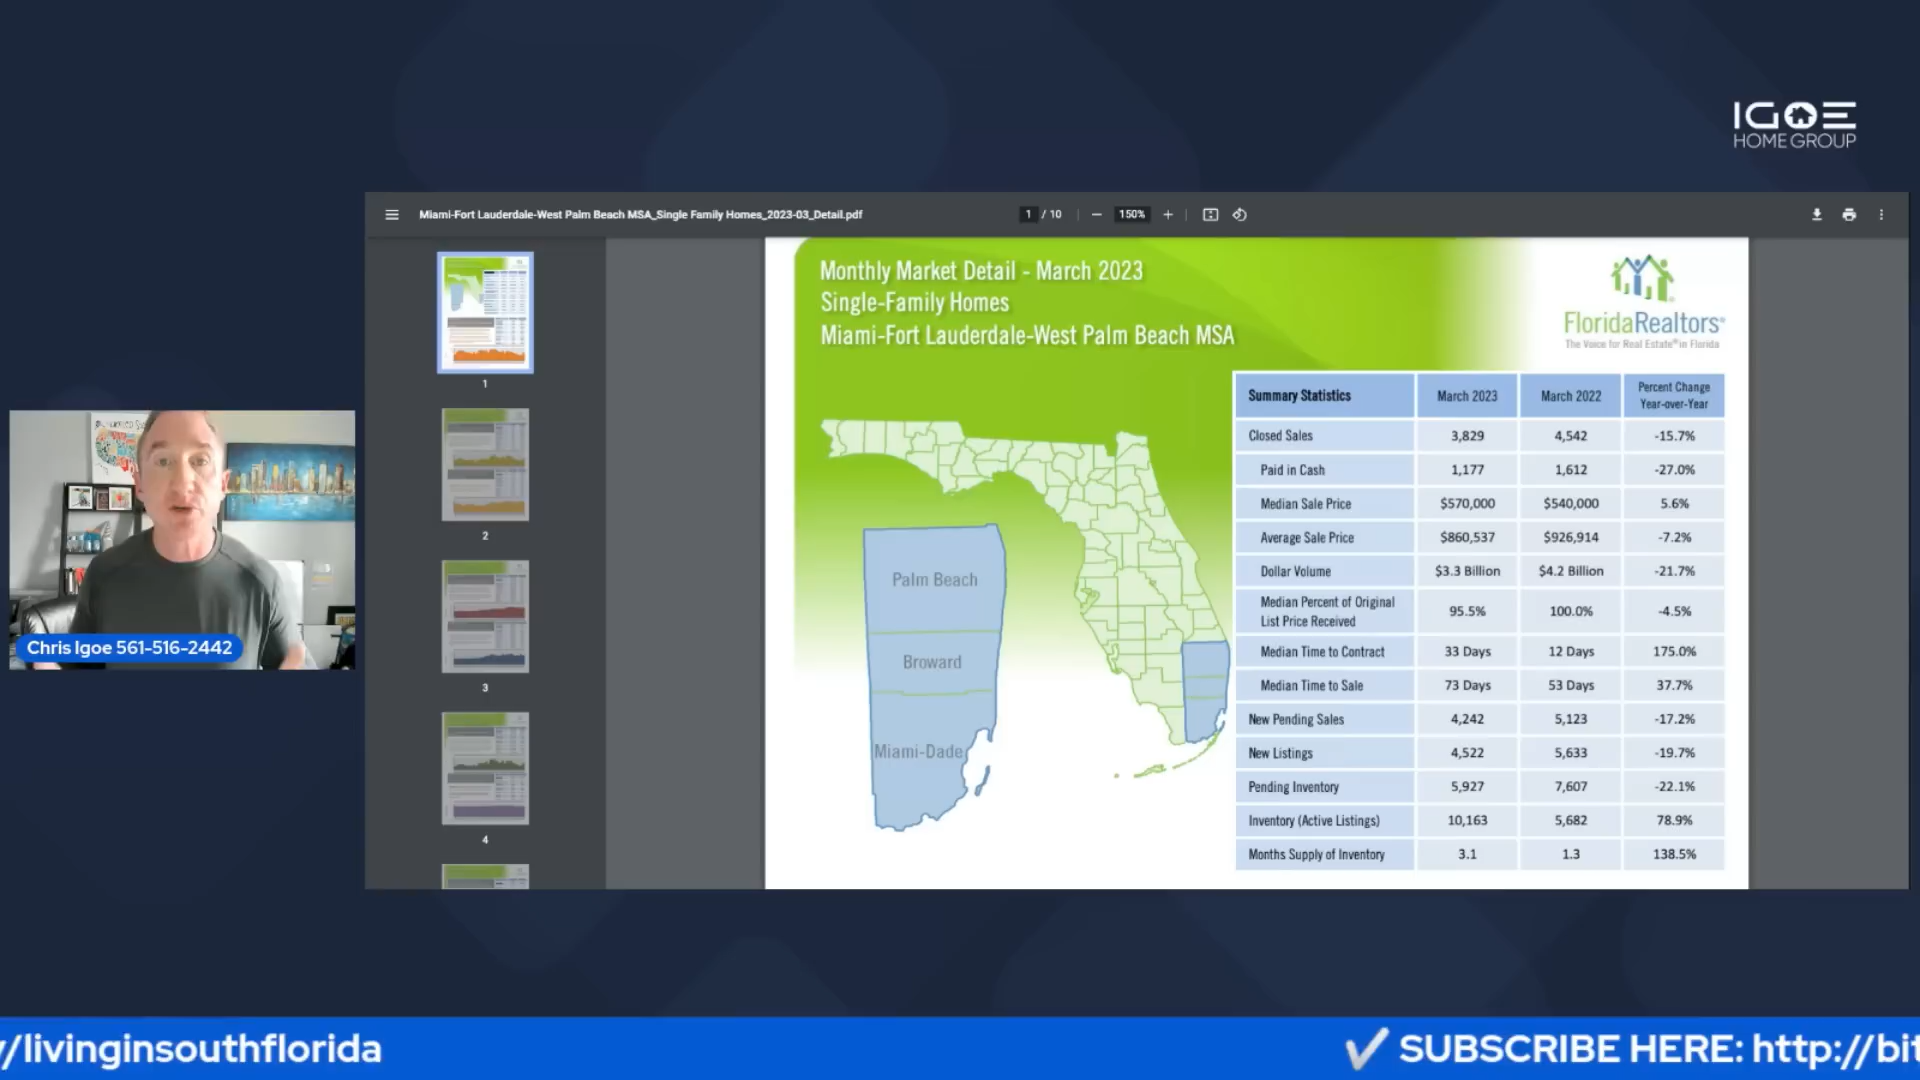 IGOE
HOME GROUP
Miami-Fort Lauderdale-West Palm Beach MSA_Single Family Homes_2023-03_Detail.pdf
1 / 10
150%
1
2
3
4
Monthly Market Detail - March 2023
Single-Family Homes
Miami-Fort Lauderdale-West Palm Beach MSA
FloridaRealtors®
The Voice for Real Estate® in Florida
Palm Beach
Broward
Miami-Dade
Summary Statistics March 2023 March 2022 Percent Change Year-over-Year
Closed Sales 3,829 4,542 -15.7%
Paid in Cash 1,177 1,612 -27.0%
Median Sale Price $570,000 $540,000 5.6%
Average Sale Price $860,537 $926,914 -7.2%
Dollar Volume $3.3 Billion $4.2 Billion -21.7%
Median Percent of Original List Price Received 95.5% 100.0% -4.5%
Median Time to Contract 33 Days 12 Days 175.0%
Median Time to Sale 73 Days 53 Days 37.7%
New Pending Sales 4,242 5,123 -17.2%
New Listings 4,522 5,633 -19.7%
Pending Inventory 5,927 7,607 -22.1%
Inventory (Active Listings) 10,163 5,682 78.9%
Months Supply of Inventory 3.1 1.3 138.5%
Chris Igoe 561-516-2442
y/livinginsouthflorida
✔ SUBSCRIBE HERE: http://bit